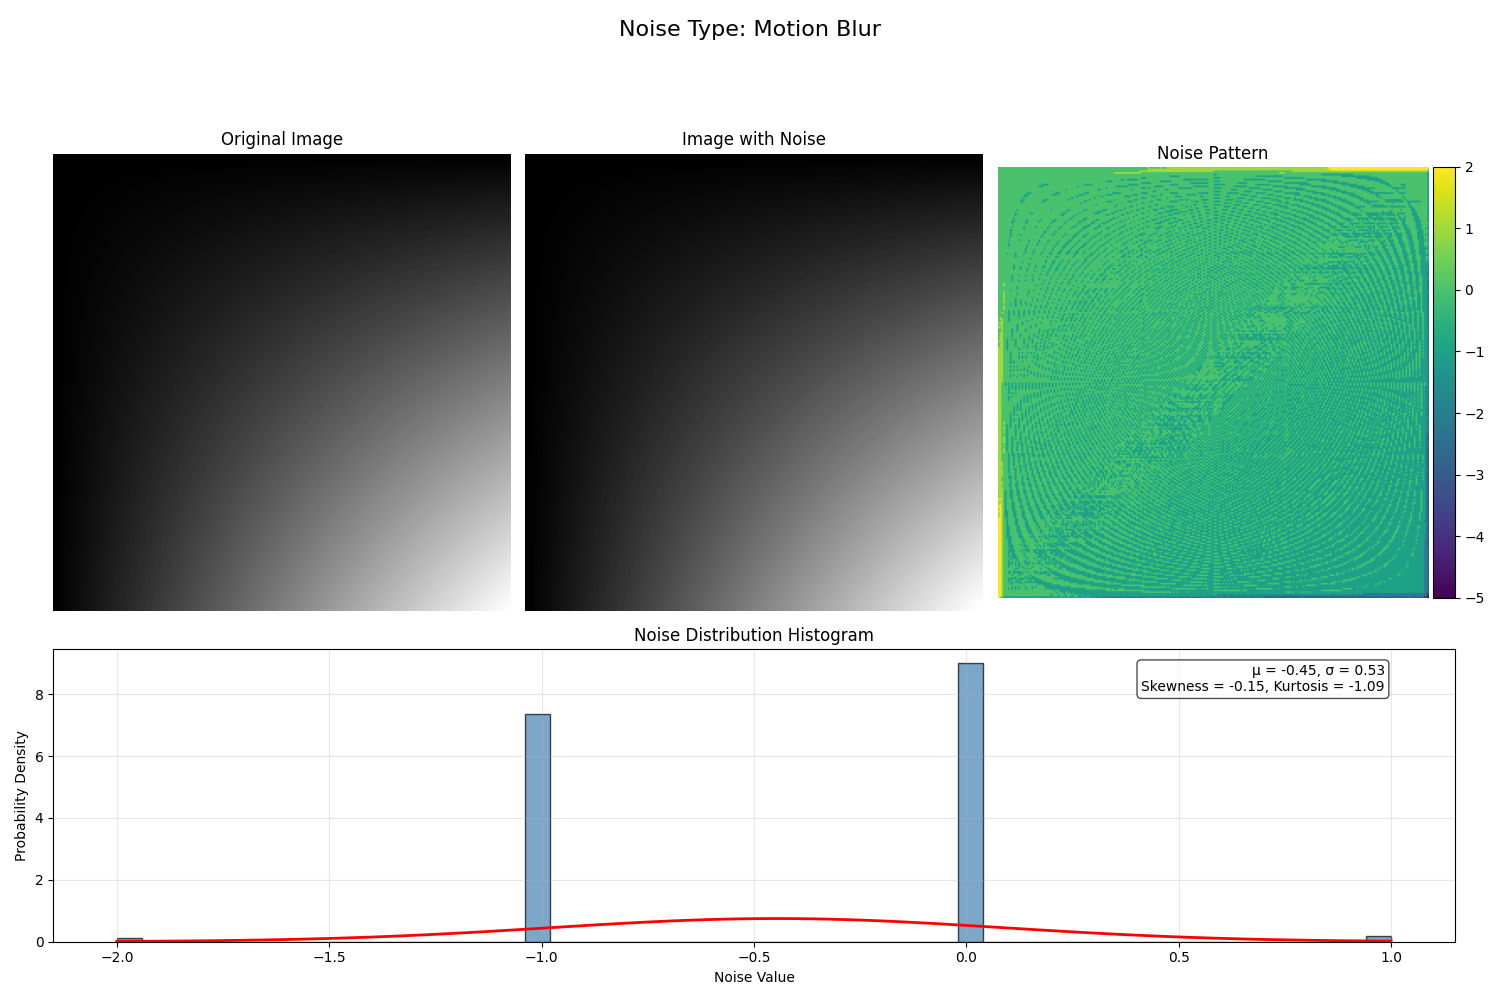 Noise Type: Motion Blur
Original Image
Image with Noise
Noise Pattern
2
1
0
−1
−2
−3
−4
−5
Noise Distribution Histogram
μ = -0.45, σ = 0.53
Skewness = -0.15, Kurtosis = -1.09
Probability Density
8
6
4
2
0
−2.0
−1.5
−1.0
−0.5
0.0
0.5
1.0
Noise Value